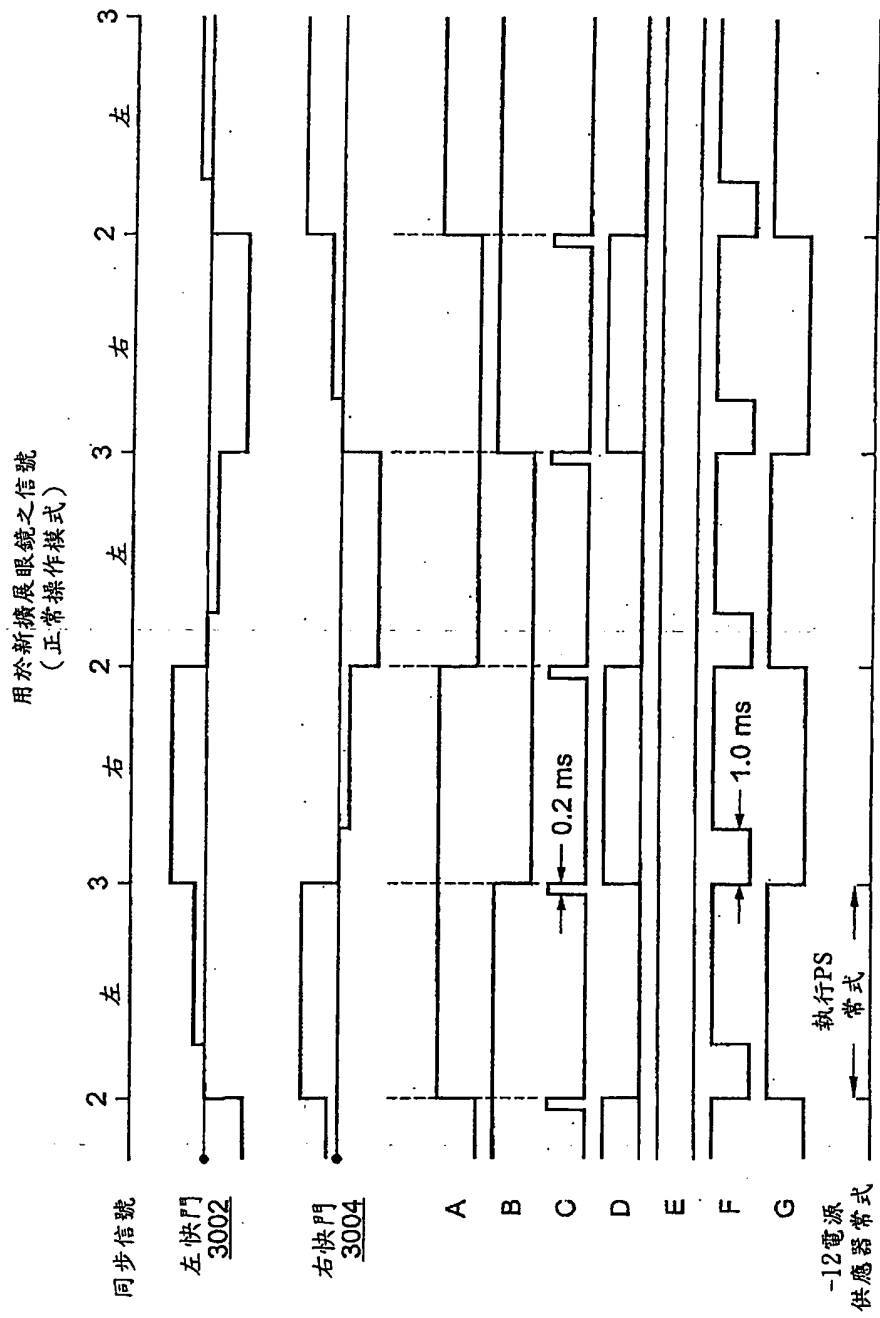 用於新擴展眼鏡之信號
(正常操作模式)
同步信號
2 左 3 右 2 左 3 右 2 左 3
左快門
3002
右快門
3004
A
B
C
0.2 ms
D
E
F
1.0 ms
G
-12電源
供應器常式
執行PS
常式